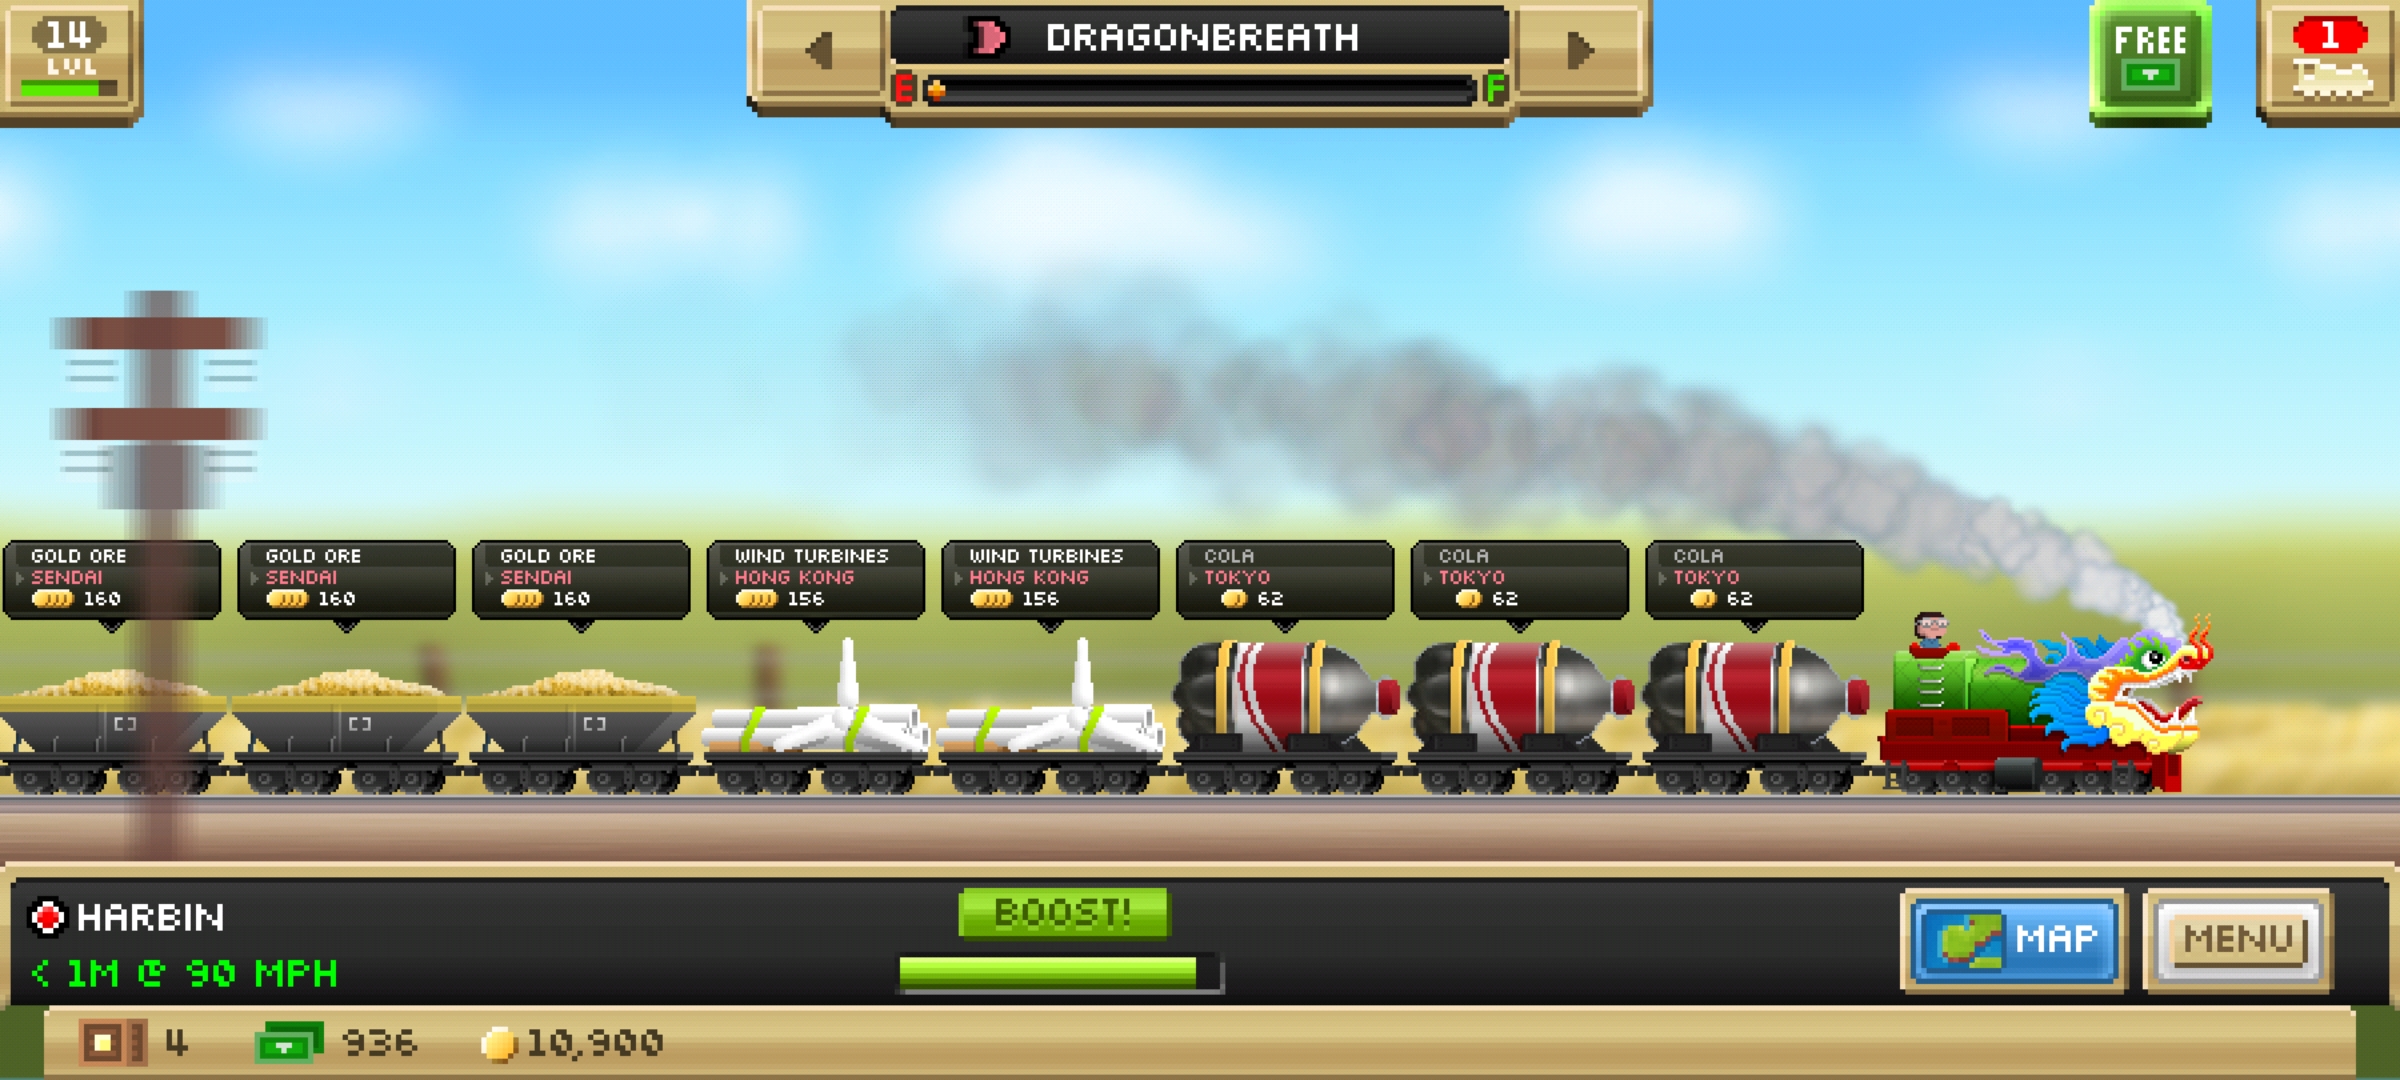 14
LVL
DRAGONBREATH
E F
FREE
1
GOLD ORE
SENDAI
160
GOLD ORE
SENDAI
160
GOLD ORE
SENDAI
160
WIND TURBINES
HONG KONG
156
WIND TURBINES
HONG KONG
156
COLA
TOKYO
62
COLA
TOKYO
62
COLA
TOKYO
62
HARBIN
< 1M @ 90 MPH
BOOST!
MAP
MENU
4
936
10,900